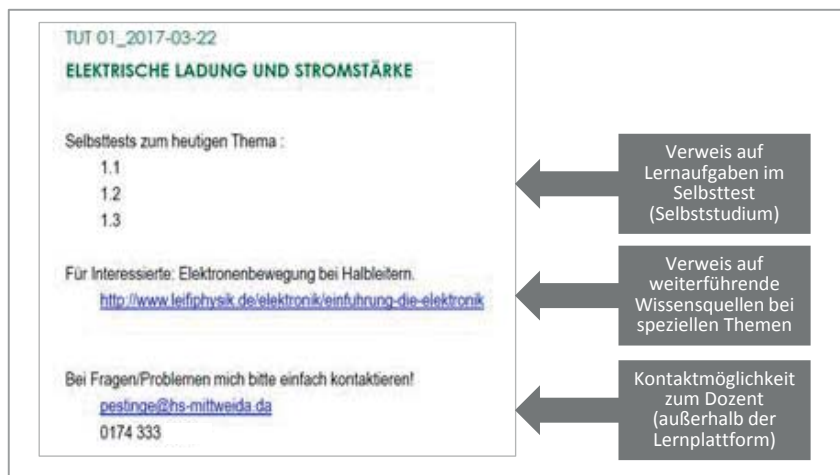 TUT 01_2017-03-22
ELEKTRISCHE LADUNG UND STROMSTÄRKE
Selbsttests zum heutigen Thema :
1.1
1.2
1.3
Für Interessierte: Elektronenbewegung bei Halbleitern.
http://www.leifiphysik.de/elektronik/einfuhrung-die-elektronik
Bei Fragen/Problemen mich bitte einfach kontaktieren!
pestinge@hs-mittweida.da
0174 333
Verweis auf
Lernaufgaben im
Selbsttest
(Selbststudium)
Verweis auf
weiterführende
Wissensquellen bei
speziellen Themen
Kontaktmöglichkeit
zum Dozent
(außerhalb der
Lernplattform)